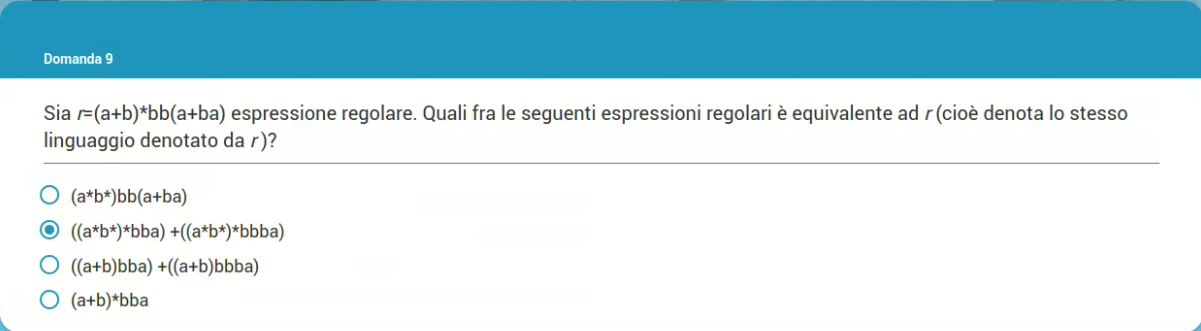 Domanda 9
Sia r=(a+b)*bb(a+ba) espressione regolare. Quali fra le seguenti espressioni regolari è equivalente ad r (cioè denota lo stesso
linguaggio denotato da r)?
(a*b*)bb(a+ba)
((a*b*)*bba) +((a*b*)*bbba)
((a+b)bba) +((a+b)bbba)
(a+b)*bba